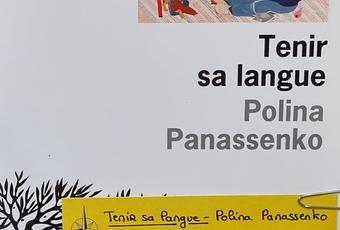 Tenir
sa langue
Polina
Panassenko
Tenir sa langue - Polina Panassenko